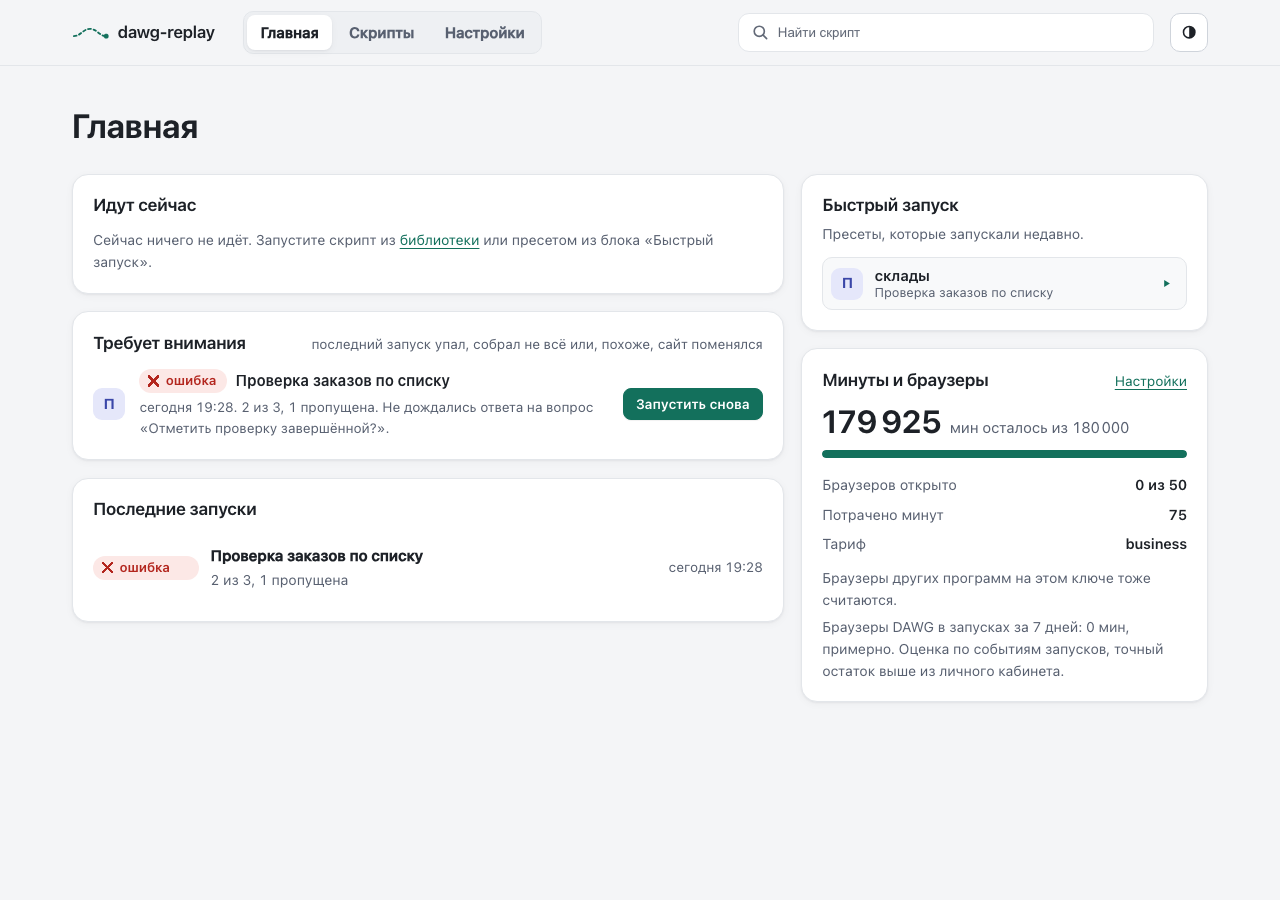 dawg-replay
Главная
Скрипты
Настройки
Найти скрипт
Главная
Идут сейчас
Сейчас ничего не идёт. Запустите скрипт из библиотеки или пресетом из блока «Быстрый
запуск».
Требует внимания
последний запуск упал, собрал не всё или, похоже, сайт поменялся
П
ошибка
Проверка заказов по списку
сегодня 19:28. 2 из 3, 1 пропущена. Не дождались ответа на вопрос
«Отметить проверку завершённой?».
Запустить снова
Последние запуски
ошибка
Проверка заказов по списку
2 из 3, 1 пропущена
сегодня 19:28
Быстрый запуск
Пресеты, которые запускали недавно.
П
склады
Проверка заказов по списку
Минуты и браузеры
Настройки
179 925 мин осталось из 180 000
Браузеров открыто
0 из 50
Потрачено минут
75
Тариф
business
Браузеры других программ на этом ключе тоже
считаются.
Браузеры DAWG в запусках за 7 дней: 0 мин,
примерно. Оценка по событиям запусков, точный
остаток выше из личного кабинета.